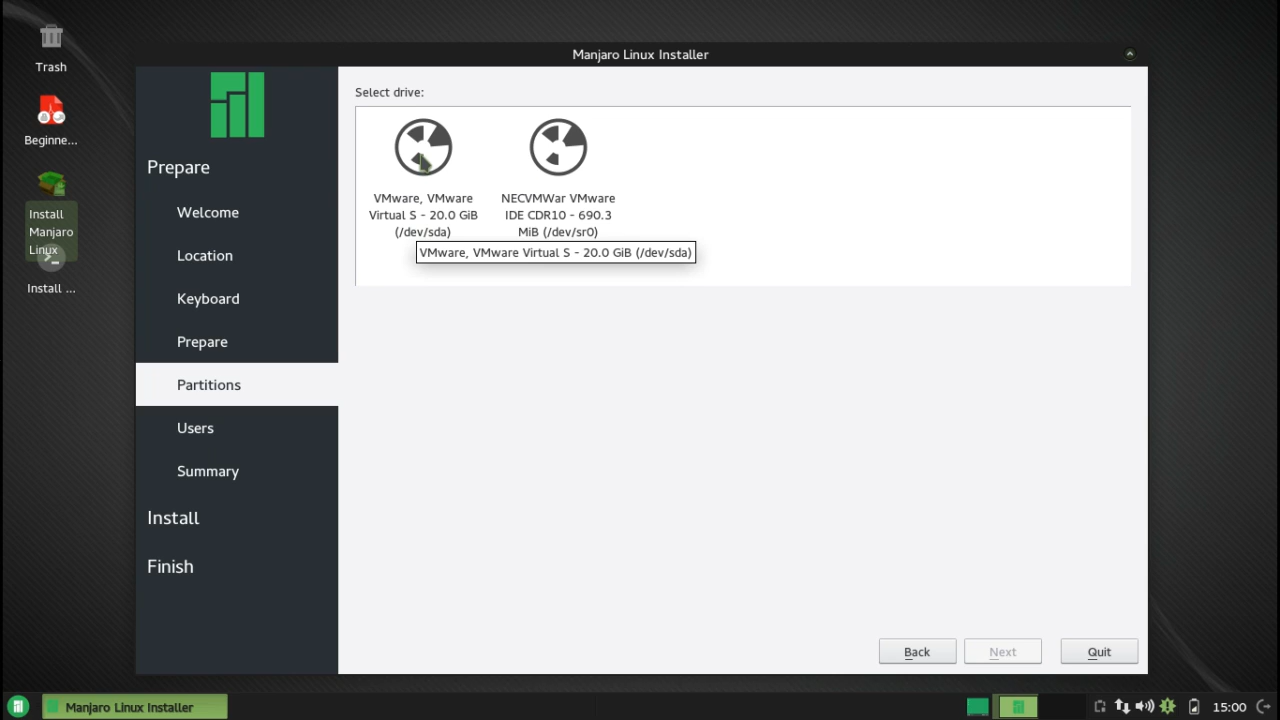 Trash
Beginne...
Install
Manjaro
Linux
Install ...
Manjaro Linux Installer
Prepare
Welcome
Location
Keyboard
Prepare
Partitions
Users
Summary
Install
Finish
Select drive:
VMware, VMware
Virtual S - 20.0 GiB
(/dev/sda)
NECVMWar VMware
IDE CDR10 - 690.3
MiB (/dev/sr0)
VMware, VMware Virtual S - 20.0 GiB (/dev/sda)
Back
Next
Quit
Manjaro Linux Installer
15:00